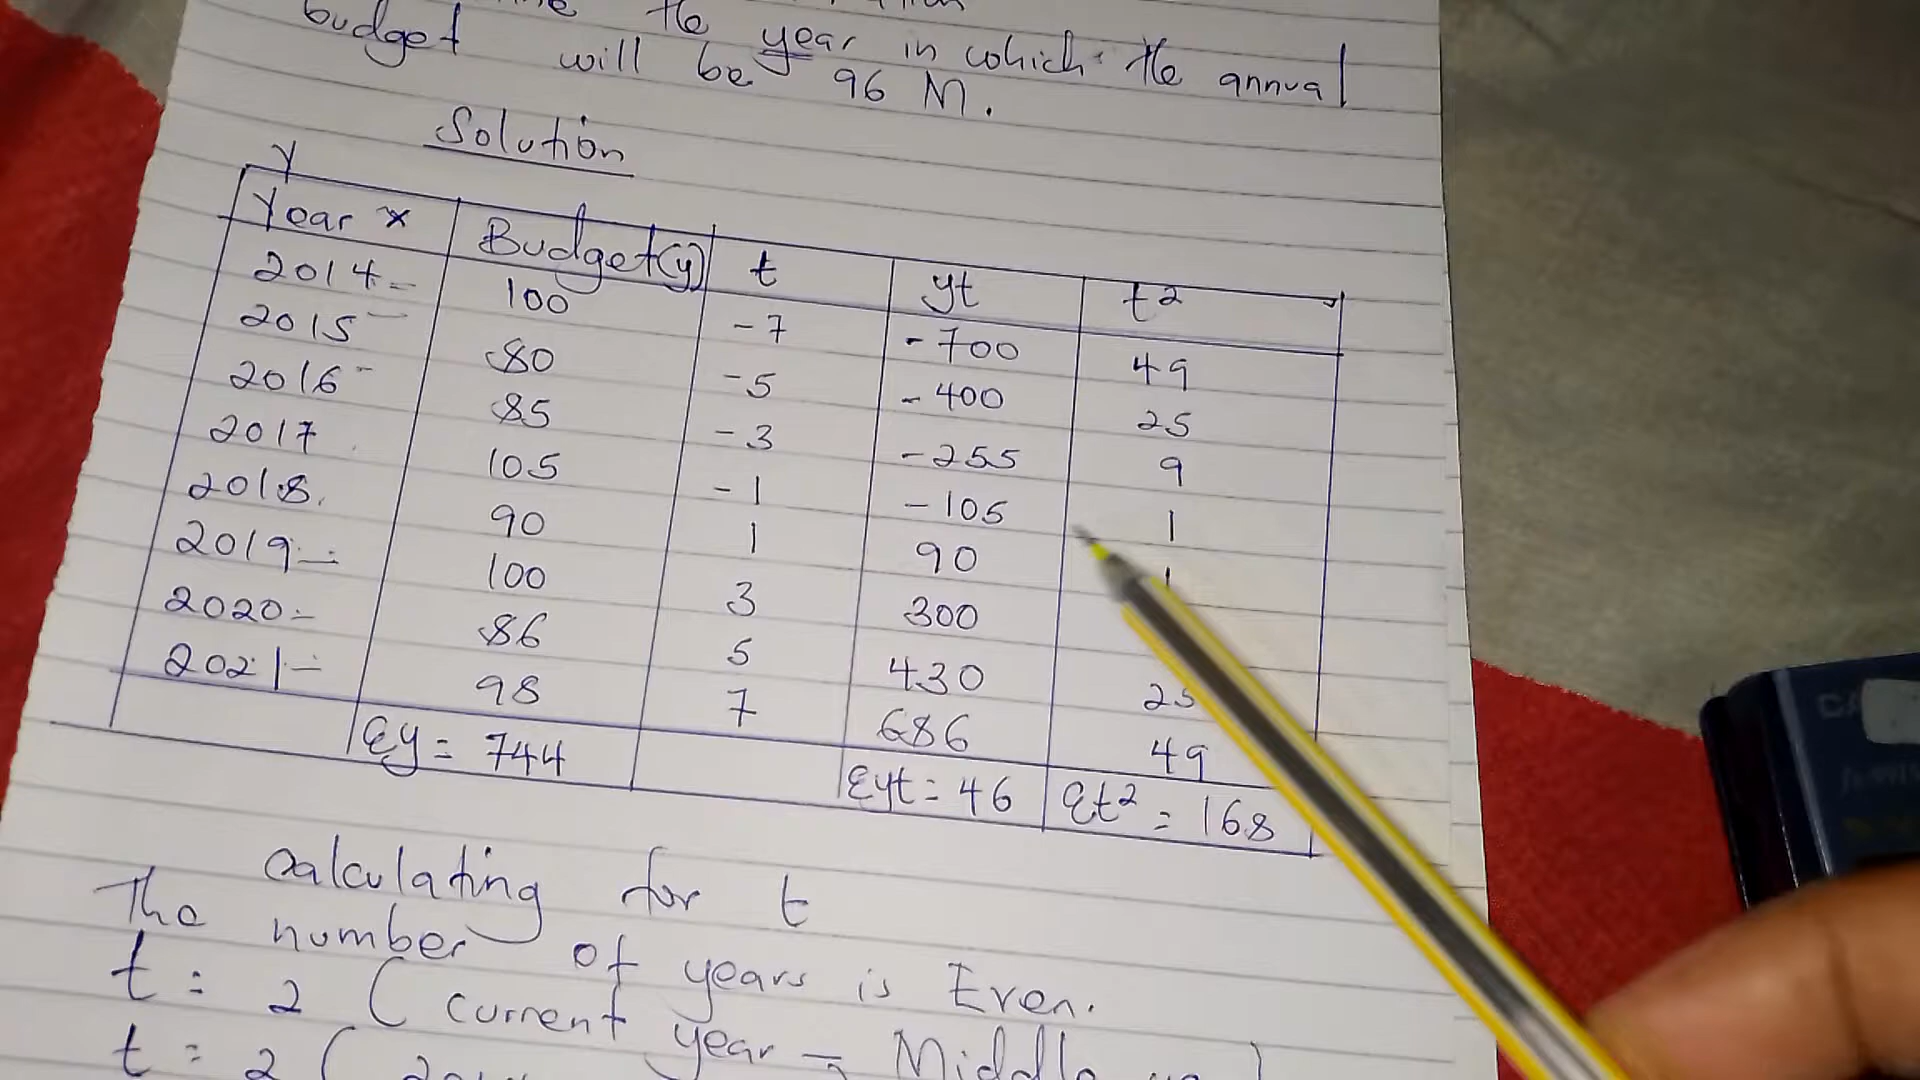 the
budget will be the year in which the annual
96 M.
Solution
Y
Year x Budget(y) t yt t²
2014 100 -7 -700 49
2015 80 -5 -400 25
2016 85 -3 -255 9
2017 105 -1 -105 1
2018 90 1 90 1
2019 100 3 300
2020 86 5 430 25
2021 98 7 686 49
Σy = 744 Σyt = 46 Σt² = 168
Calculating for t
The number of years is Even.
t = 2 ( current year - Middle
t = 2 (